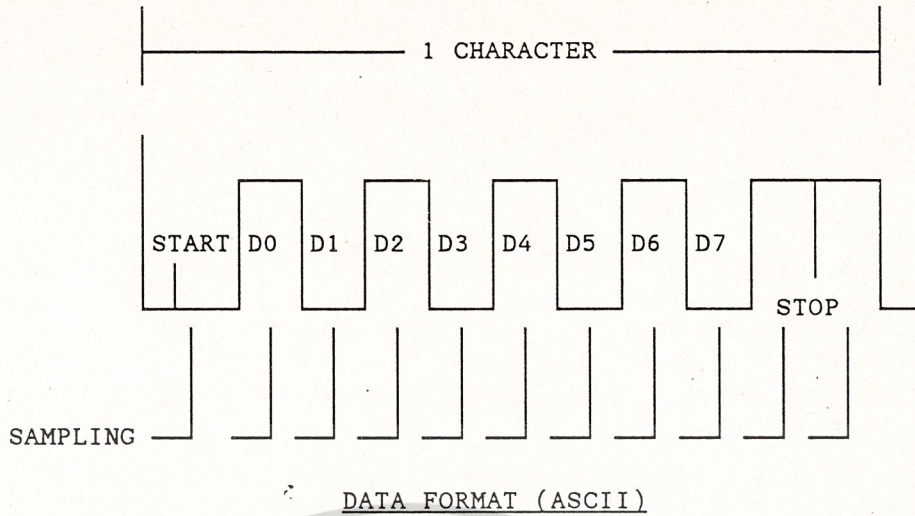 1 CHARACTER
START D0 D1 D2 D3 D4 D5 D6 D7
STOP
SAMPLING
DATA FORMAT (ASCII)